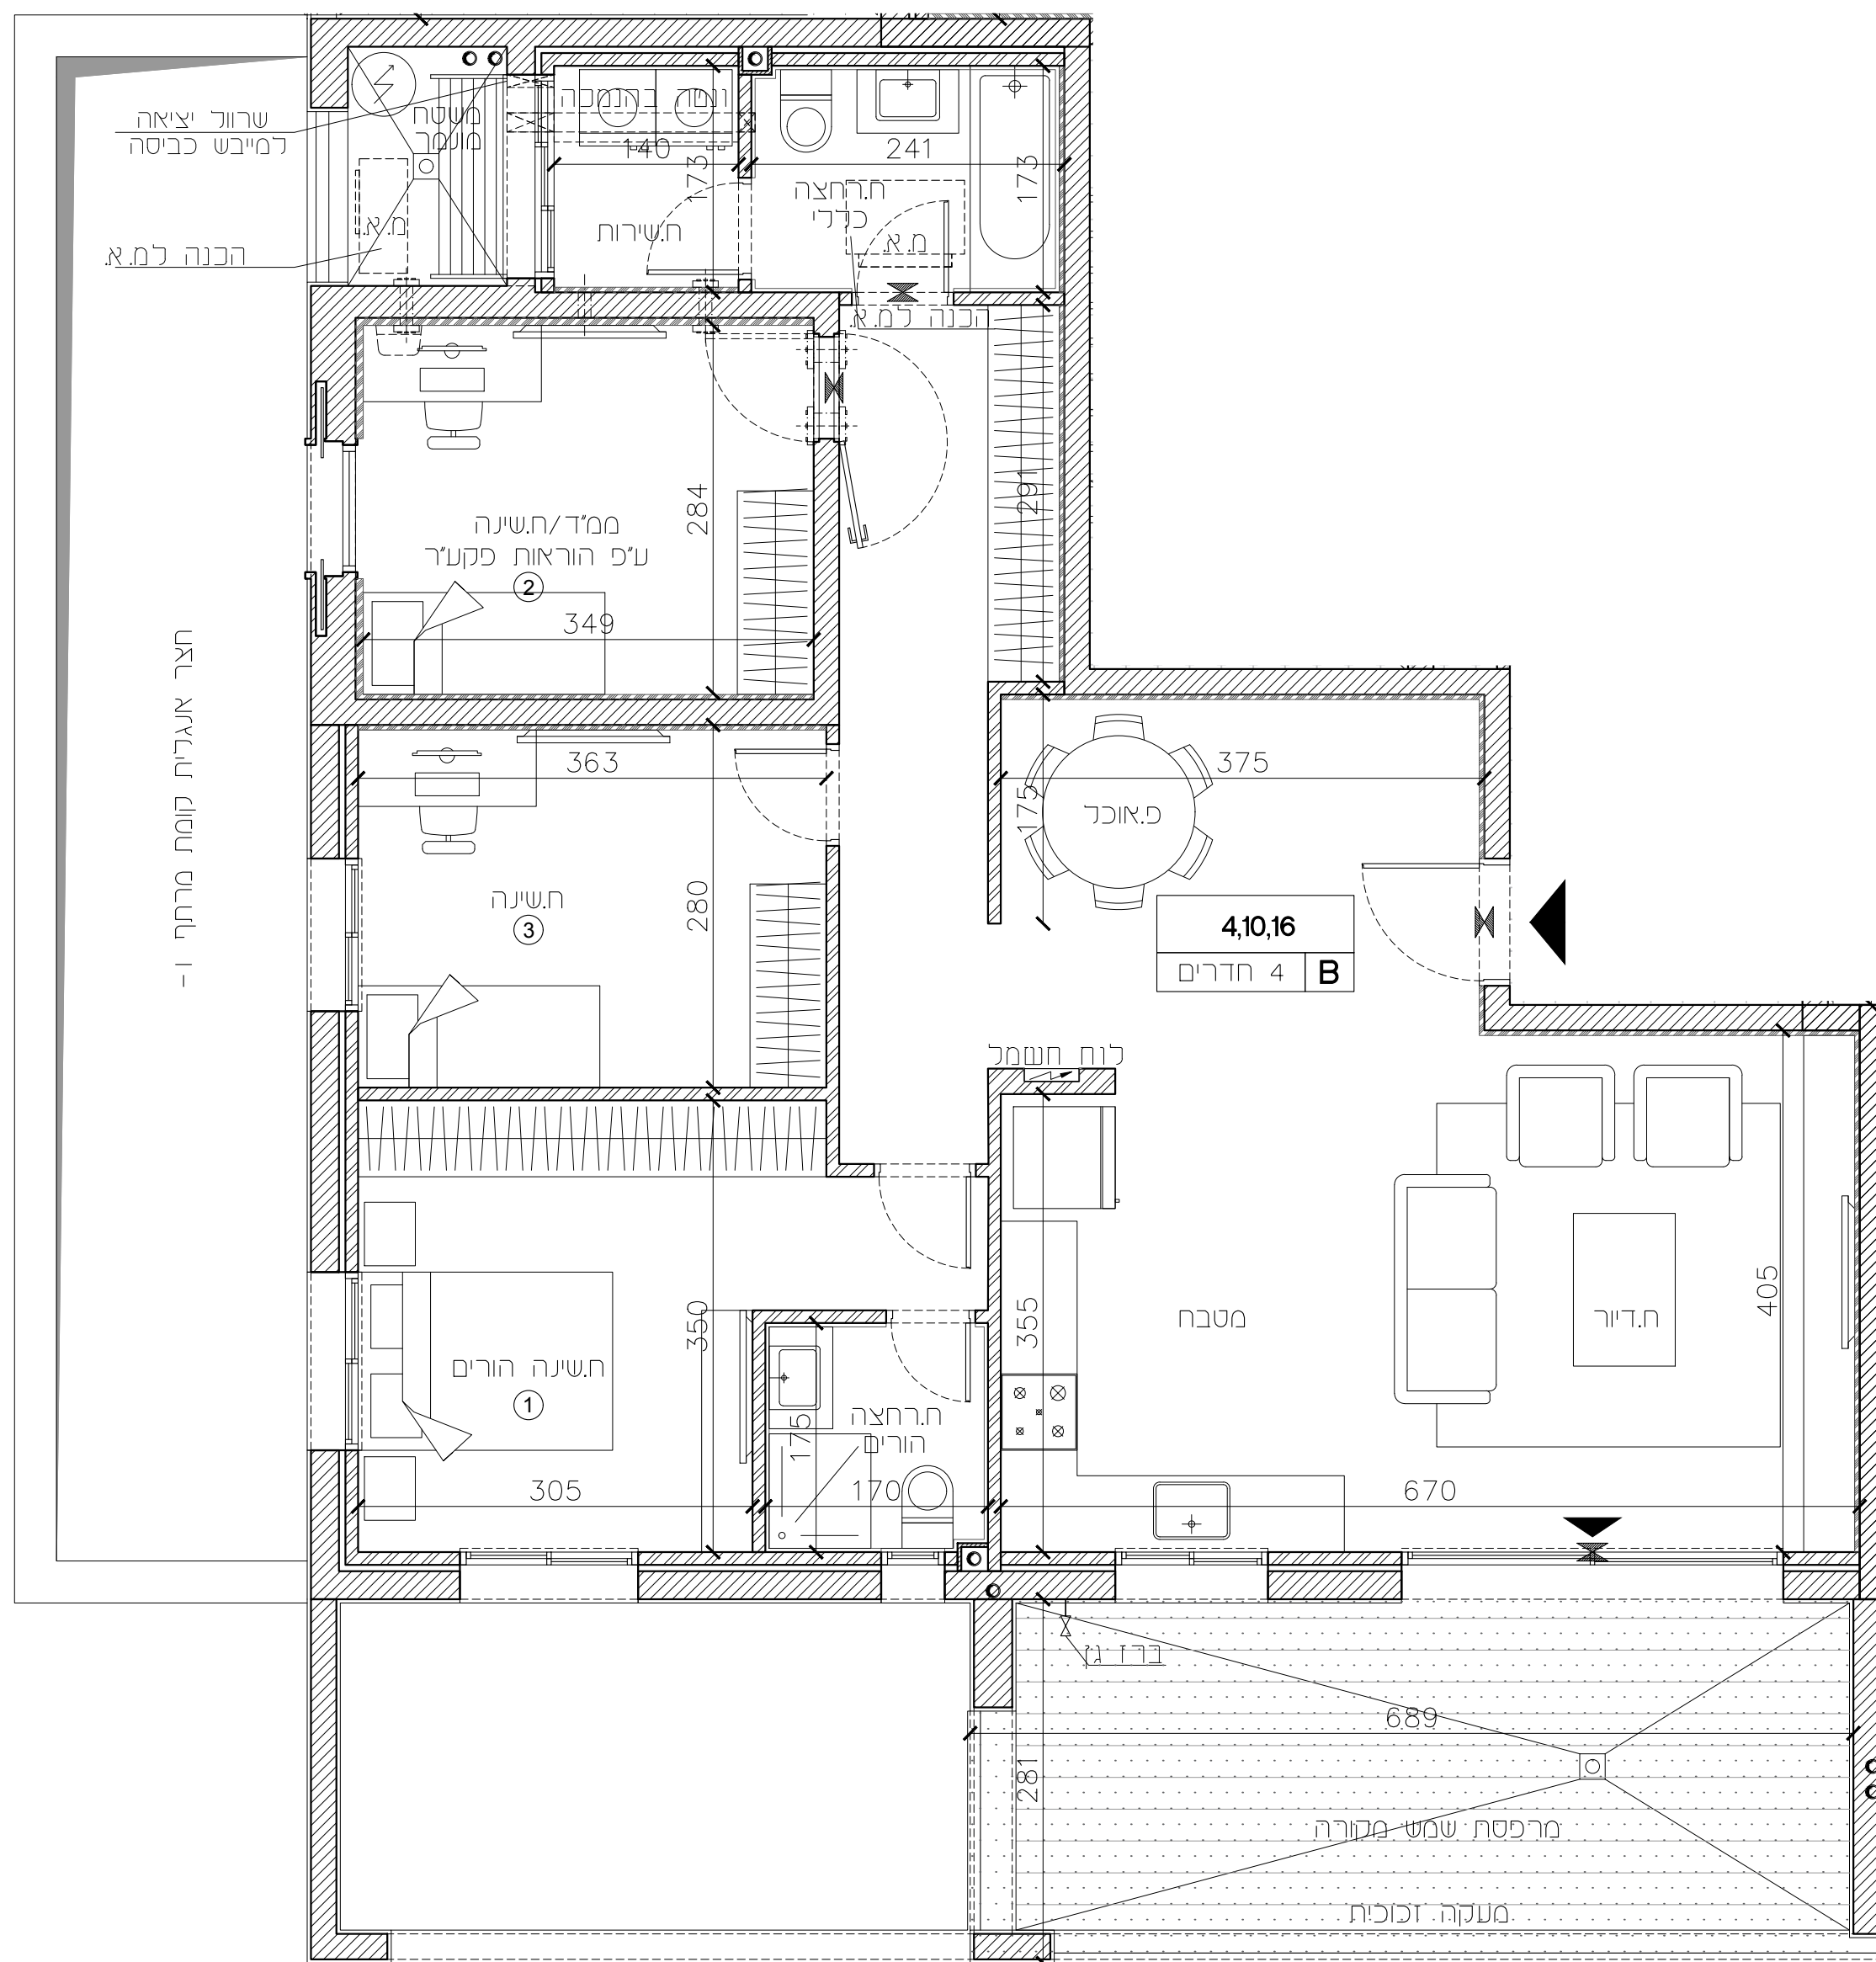 שרוול יציאה
למייבש כביסה
משטח
מונמך
מ.א.
הכנה למ.א.
ונטה בהנמכה
140
173
241
173
ח.רחצה
כללי
ח.שירות
מ.א.
הכנה למ.א.
291
284
ממ"ד/ח.שינה
ע"פ הוראות פקע"ר
2
349
חצר אנגלית קומת מרתף 1-
363
375
175
פ.אוכל
280
ח.שינה
3
4,10,16
4 חדרים
B
לוח חשמל
350
355
405
מטבח
ח.דיור
ח.שינה הורים
1
175
ח.רחצה
הורים
305
170
670
ברז גן
689
281
מרפסת שמש מקורה
מעקה זכוכית